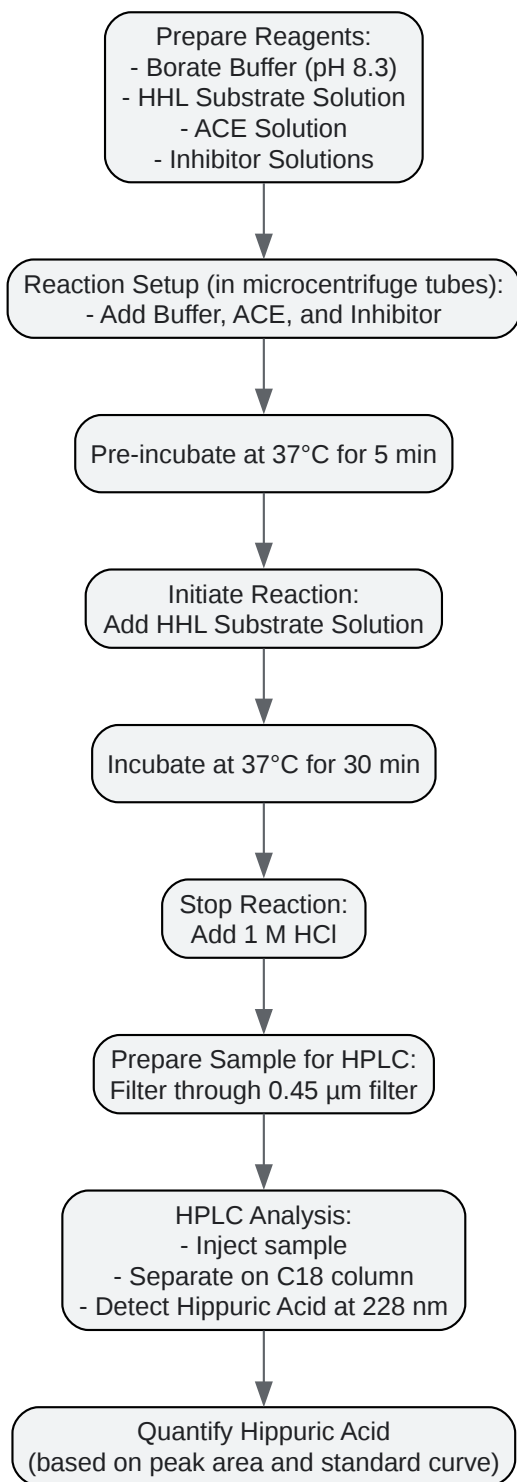 Prepare Reagents:
- Borate Buffer (pH 8.3)
- HHL Substrate Solution
- ACE Solution
- Inhibitor Solutions
Reaction Setup (in microcentrifuge tubes):
- Add Buffer, ACE, and Inhibitor
Pre-incubate at 37°C for 5 min
Initiate Reaction:
Add HHL Substrate Solution
Incubate at 37°C for 30 min
Stop Reaction:
Add 1 M HCl
Prepare Sample for HPLC:
Filter through 0.45 µm filter
HPLC Analysis:
- Inject sample
- Separate on C18 column
- Detect Hippuric Acid at 228 nm
Quantify Hippuric Acid
(based on peak area and standard curve)